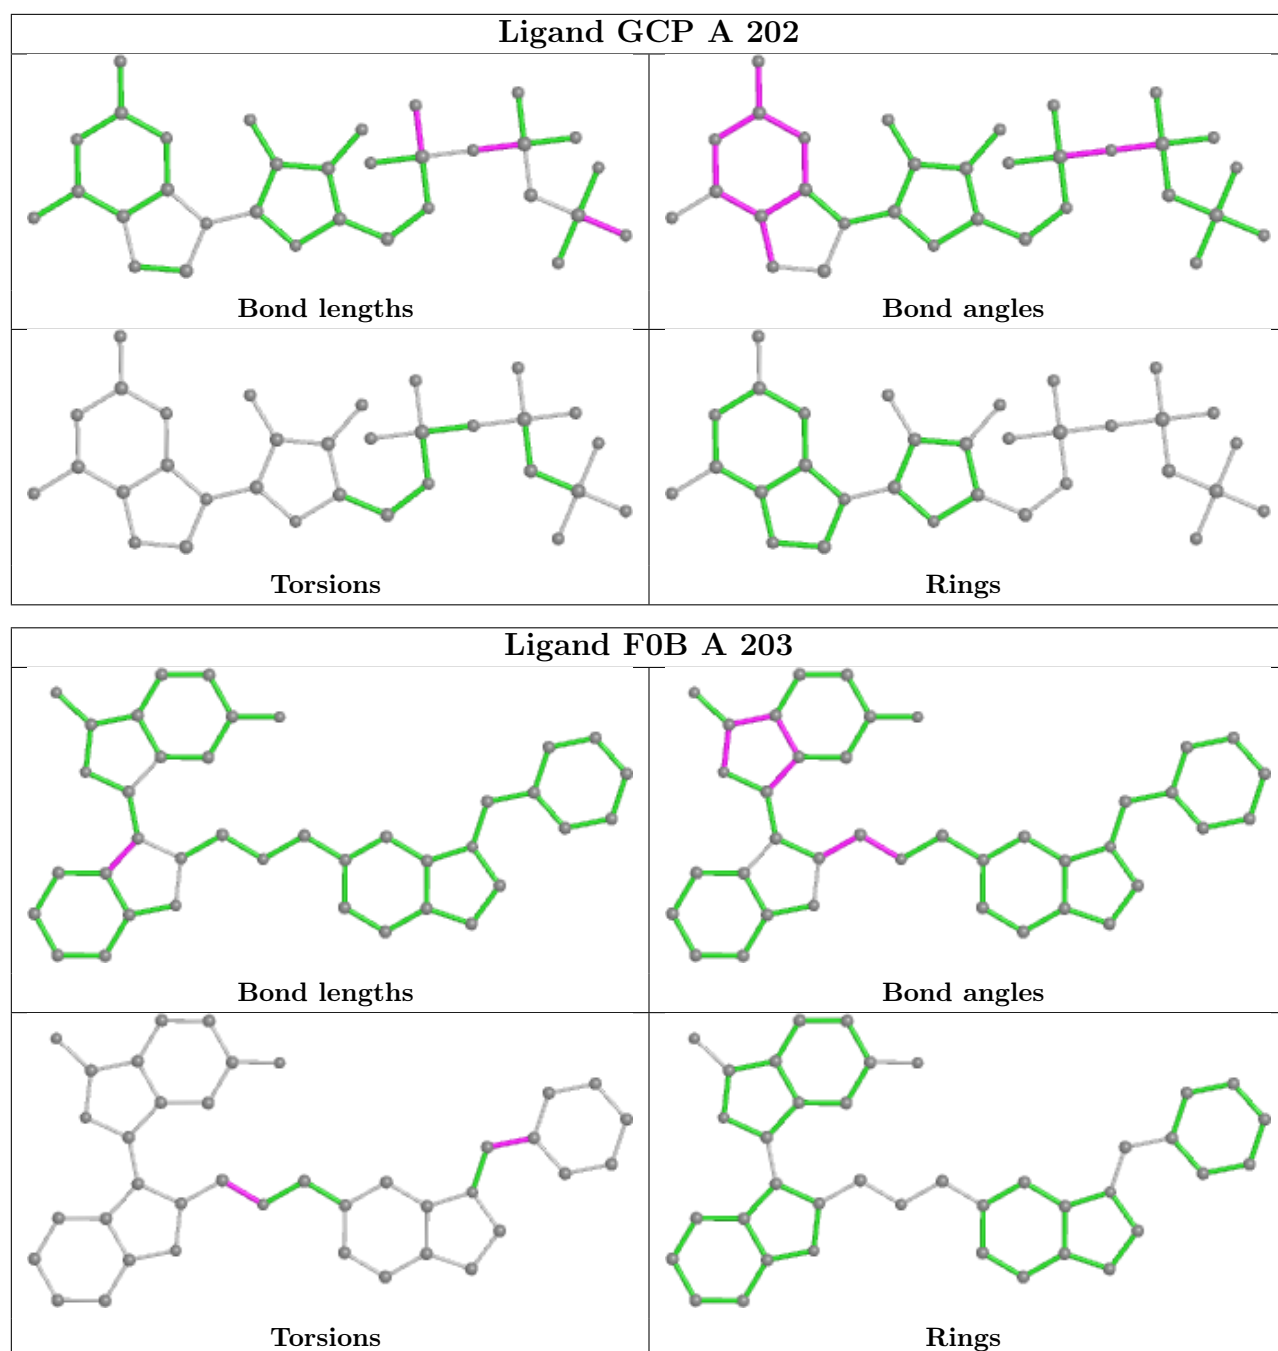 Ligand GCP A 202
Bond lengths
Bond angles
Torsions
Rings
Ligand F0B A 203
Bond lengths
Bond angles
Torsions
Rings